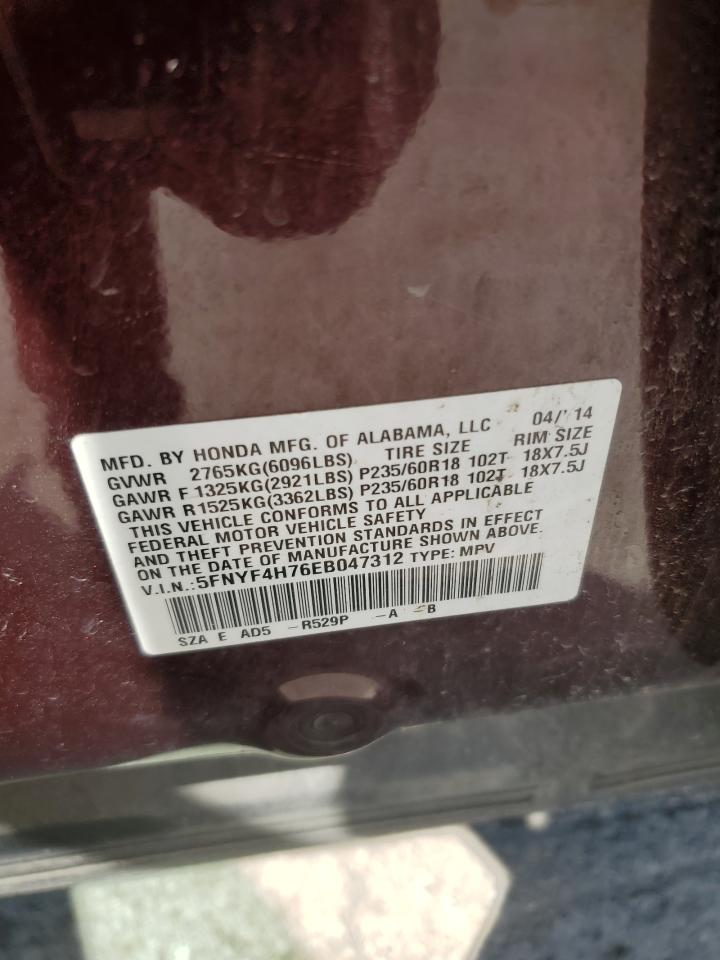 MFD. BY HONDA MFG. OF ALABAMA, LLC 04/'14
GVWR 2765KG(6096LBS) TIRE SIZE RIM SIZE
GAWR F 1325KG(2921LBS) P235/60R18 102T 18X7.5J
GAWR R1525KG(3362LBS) P235/60R18 102T 18X7.5J
THIS VEHICLE CONFORMS TO ALL APPLICABLE
FEDERAL MOTOR VEHICLE SAFETY
AND THEFT PREVENTION STANDARDS IN EFFECT
ON THE DATE OF MANUFACTURE SHOWN ABOVE.
V.I.N.:5FNYF4H76EB047312 TYPE: MPV
SZA E AD5 -R529P -A -B